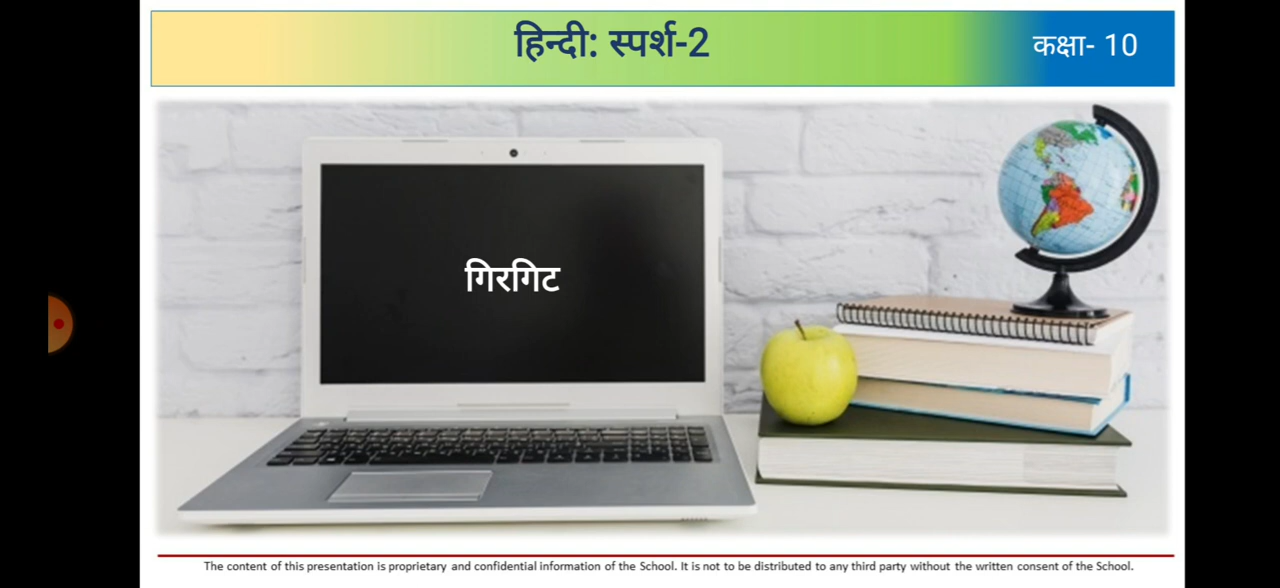 हिन्दी: स्पर्श-2
कक्षा- 10
गिरगिट
The content of this presentation is proprietary and confidential information of the School. It is not to be distributed to any third party without the written consent of the School.